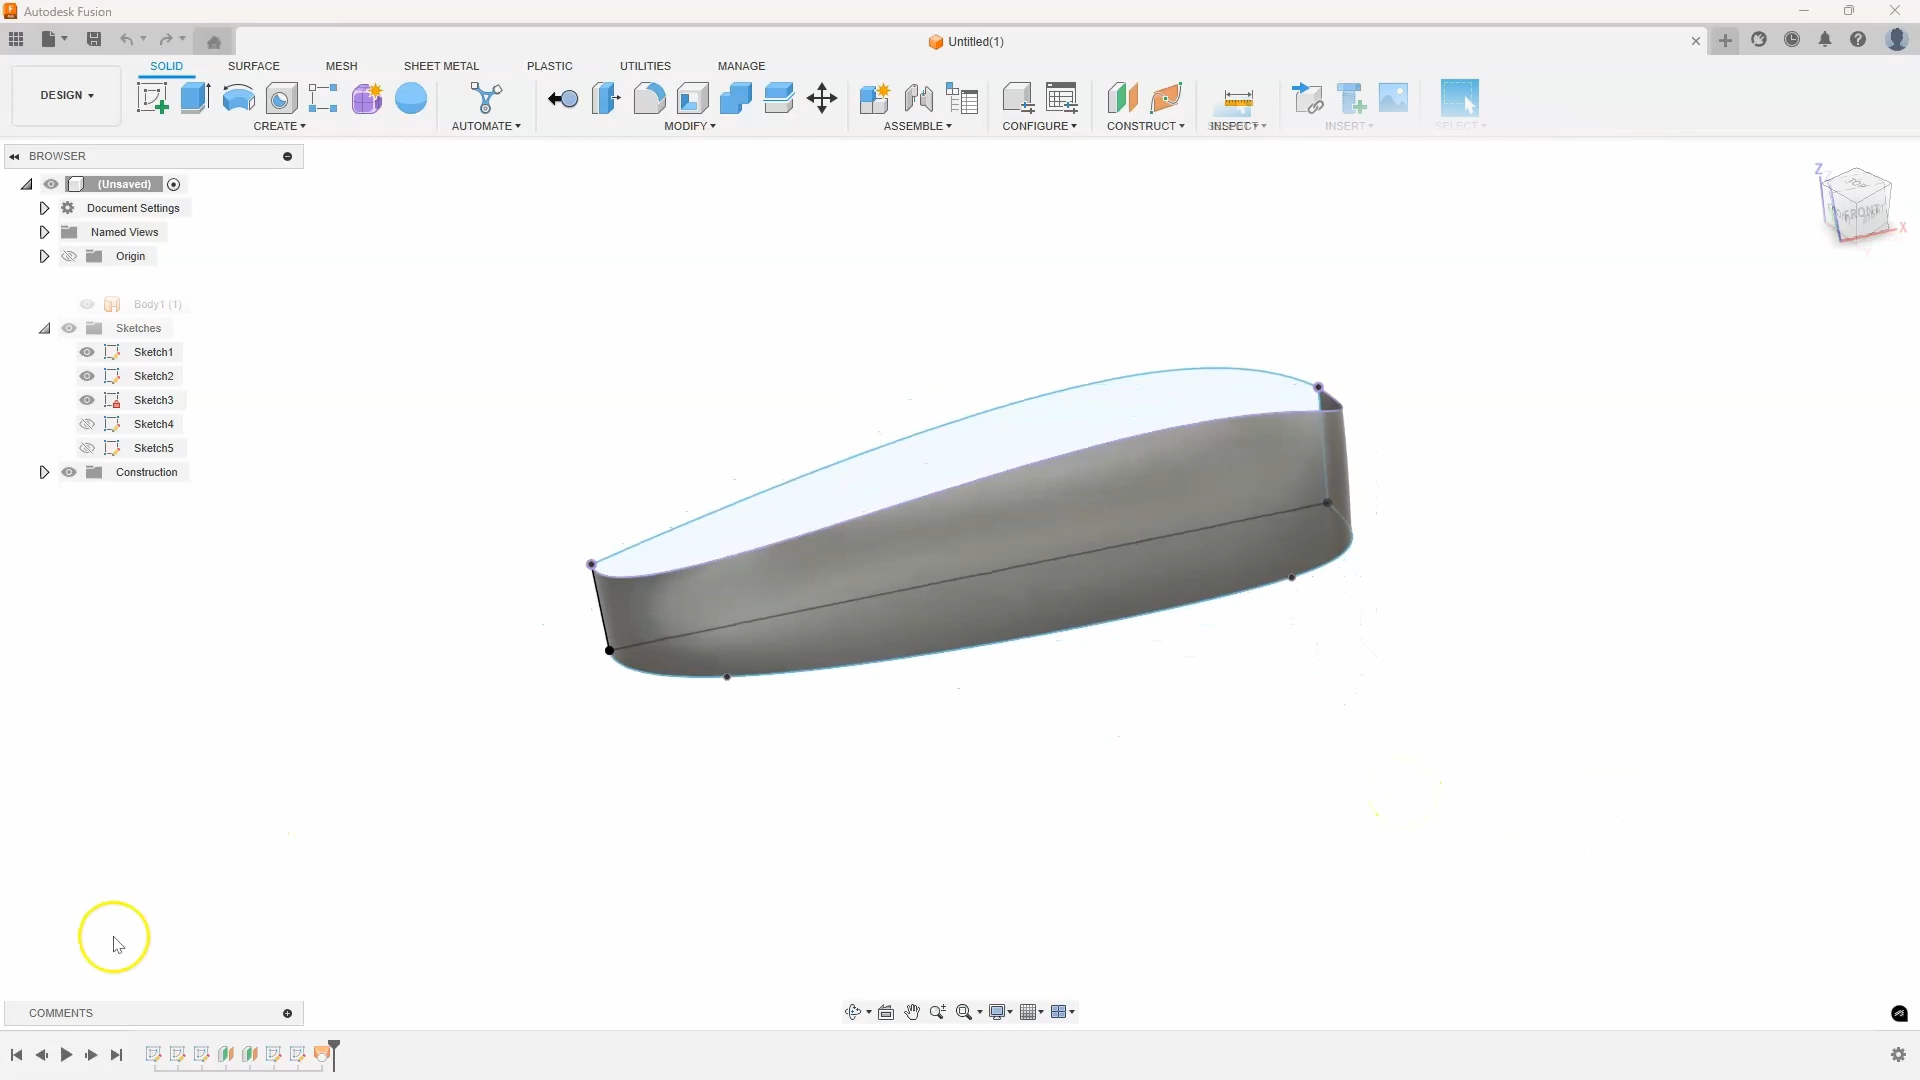 Autodesk Fusion
Untitled(1)
DESIGN
SOLID
SURFACE
MESH
SHEET METAL
PLASTIC
UTILITIES
MANAGE
CREATE
AUTOMATE
MODIFY
ASSEMBLE
CONFIGURE
CONSTRUCT
INSPECT
INSERT
SELECT
BROWSER
(Unsaved)
Document Settings
Named Views
Origin
Body1 (1)
Sketches
Sketch1
Sketch2
Sketch3
Sketch4
Sketch5
Construction
Z
TOP
FRONT
X
COMMENTS